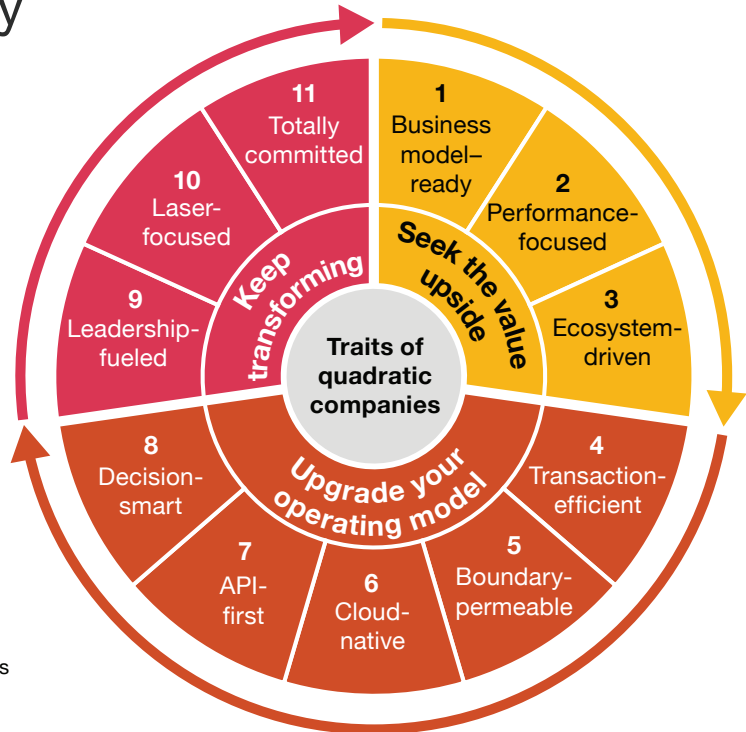 y
1
Business
model–
ready
2
Performance-
focused
3
Ecosystem-
driven
4
Transaction-
efficient
5
Boundary-
permeable
6
Cloud-
native
7
API-
first
8
Decision-
smart
9
Leadership-
fueled
10
Laser-
focused
11
Totally
committed
Seek the value
upside
Upgrade your
operating model
Keep
transforming
Traits of
quadratic
companies
s